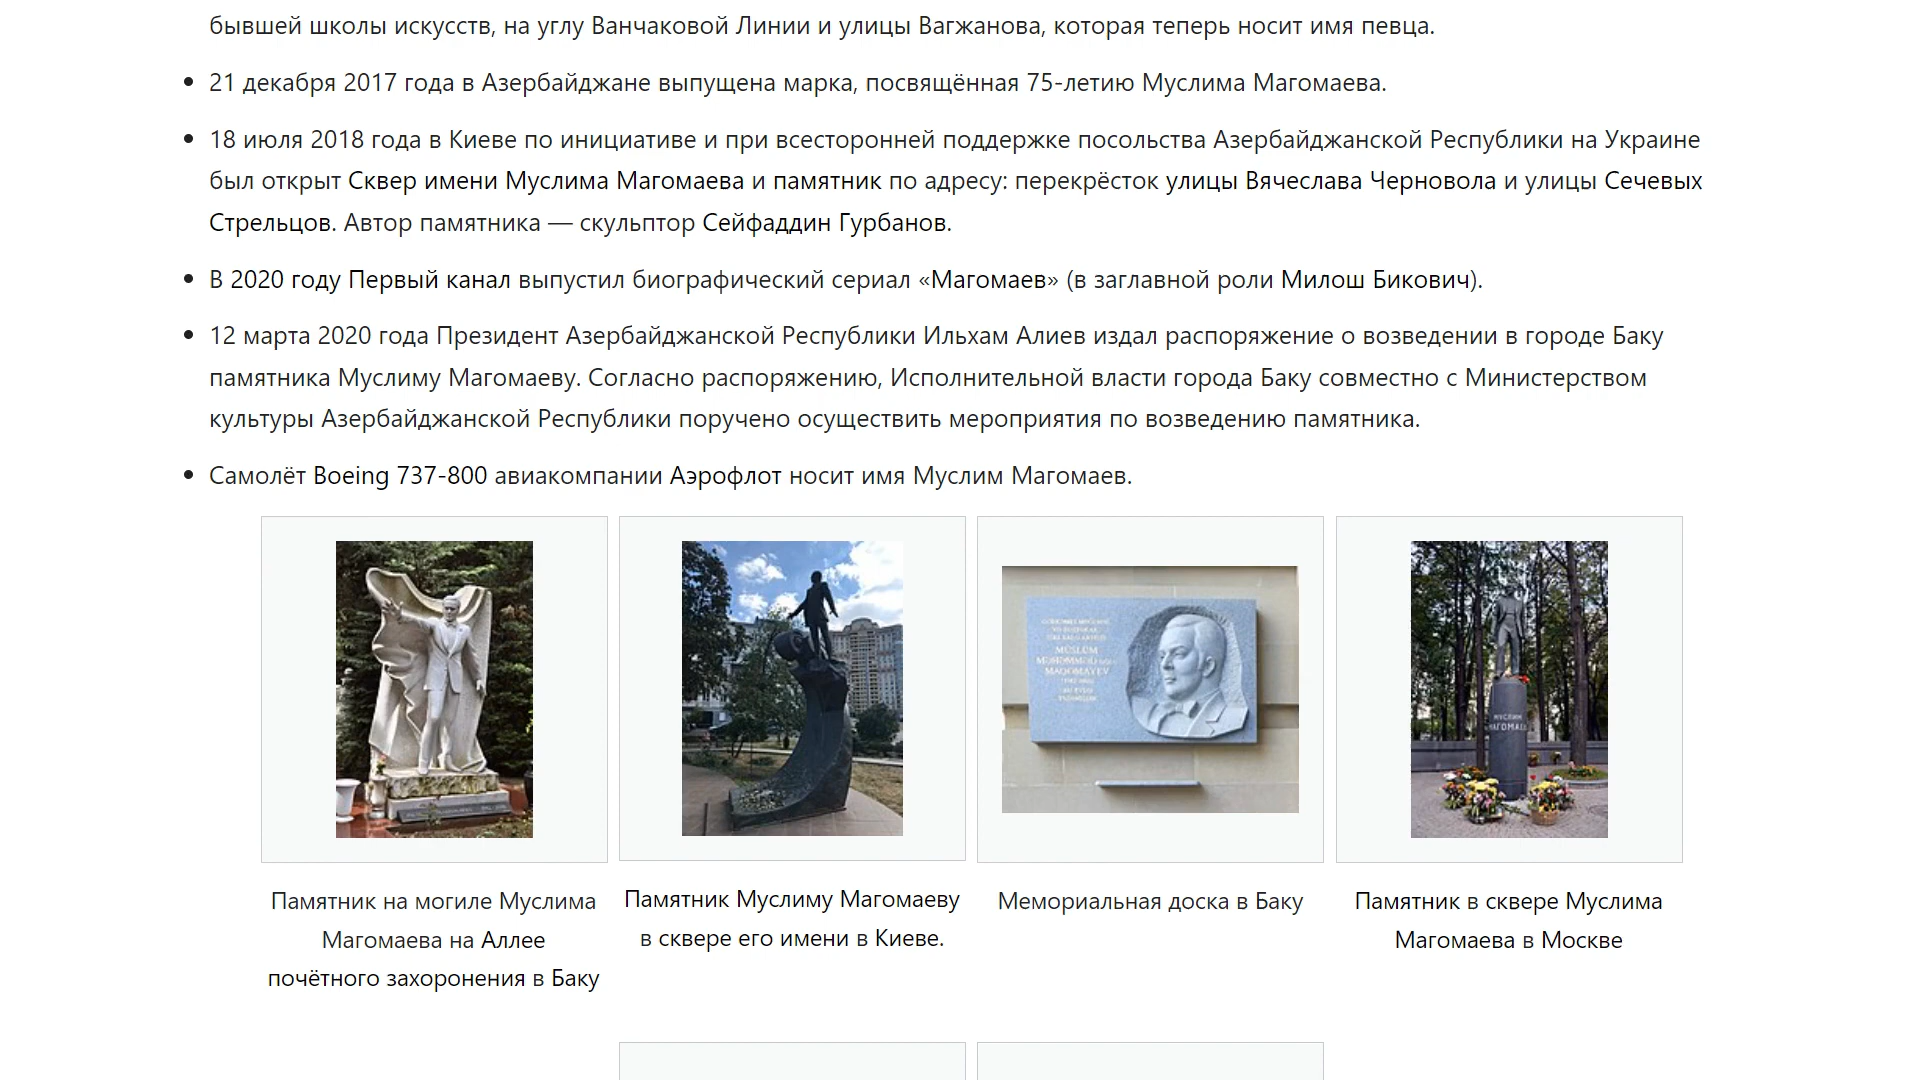 бывшей школы искусств, на углу Ванчаковой Линии и улицы Вагжанова, которая теперь носит имя певца.
21 декабря 2017 года в Азербайджане выпущена марка, посвящённая 75-летию Муслима Магомаева.
18 июля 2018 года в Киеве по инициативе и при всесторонней поддержке посольства Азербайджанской Республики на Украине
был открыт Сквер имени Муслима Магомаева и памятник по адресу: перекрёсток улицы Вячеслава Черновола и улицы Сечевых
Стрельцов. Автор памятника — скульптор Сейфаддин Гурбанов.
В 2020 году Первый канал выпустил биографический сериал «Магомаев» (в заглавной роли Милош Бикович).
12 марта 2020 года Президент Азербайджанской Республики Ильхам Алиев издал распоряжение о возведении в городе Баку
памятника Муслиму Магомаеву. Согласно распоряжению, Исполнительной власти города Баку совместно с Министерством
культуры Азербайджанской Республики поручено осуществить мероприятия по возведению памятника.
Самолёт Boeing 737-800 авиакомпании Аэрофлот носит имя Муслим Магомаев.
MÜSLÜM
MAQOMAYEV
МУСЛИМ
МАГОМАЕВ
Памятник на могиле Муслима
Магомаева на Аллее
почётного захоронения в Баку
Памятник Муслиму Магомаеву
в сквере его имени в Киеве.
Мемориальная доска в Баку
Памятник в сквере Муслима
Магомаева в Москве